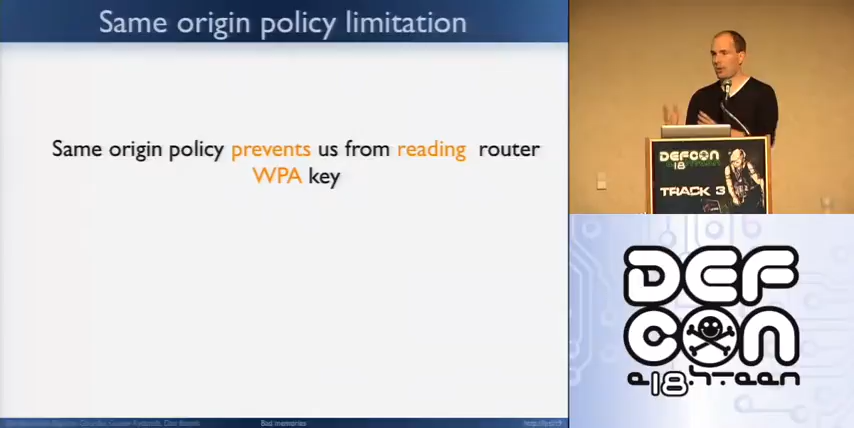 Same origin policy limitation
Same origin policy prevents us from reading router
WPA key
DEFCON
18
TRACK 3
DEF
CON
18
Bad memories